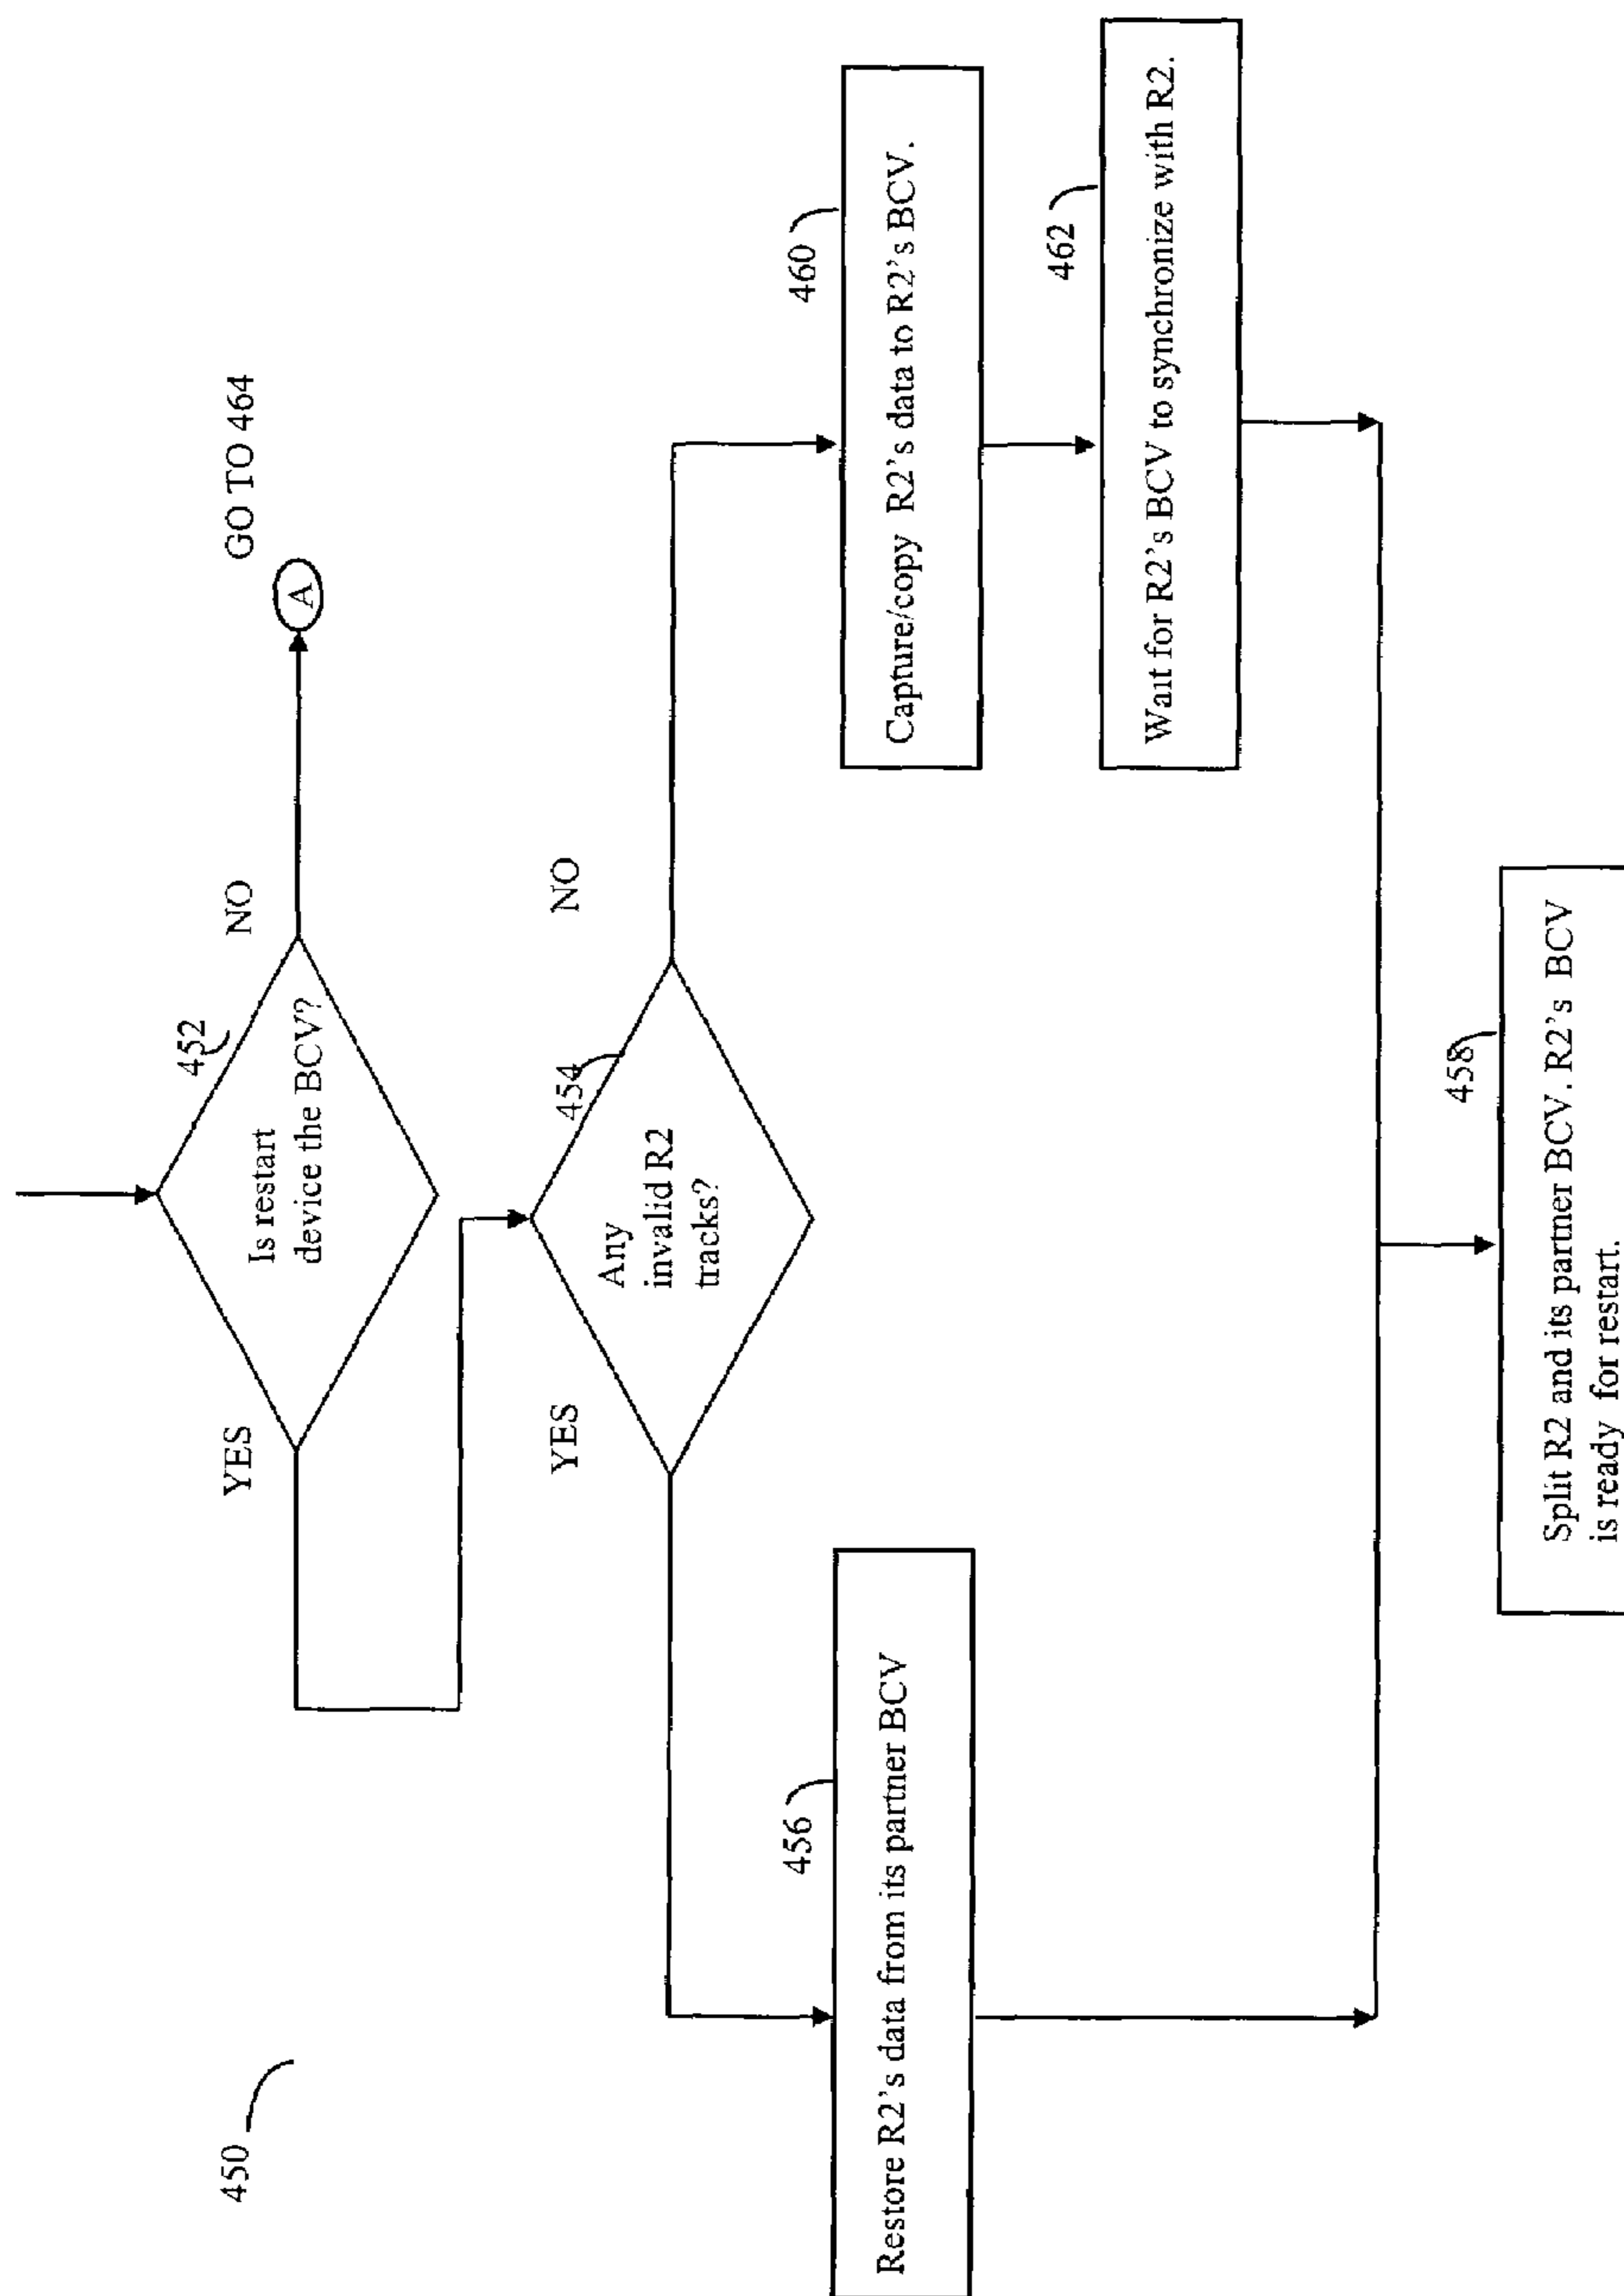 450
452
Is restart
device the BCV?
YES
NO
A
GO TO 464
454
Any
invalid R2
tracks?
YES
NO
456
Restore R2's data from its partner BCV
460
Capture/copy R2's data to R2's BCV.
462
Wait for R2's BCV to synchronize with R2.
458
Split R2 and its partner BCV. R2's BCV
is ready for restart.